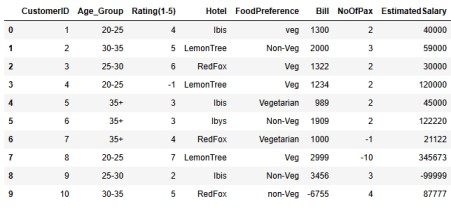 CustomerID Age_Group Rating(1-5) Hotel FoodPreference Bill NoOfPax EstimatedSalary
0 1 20-25 4 Ibis veg 1300 2 40000
1 2 30-35 5 LemonTree Non-Veg 2000 3 59000
2 3 25-30 6 RedFox Veg 1322 2 30000
3 4 20-25 -1 LemonTree Veg 1234 2 120000
4 5 35+ 3 Ibis Vegetarian 989 2 45000
5 6 35+ 3 Ibys Non-Veg 1909 2 122220
6 7 35+ 4 RedFox Vegetarian 1000 -1 21122
7 8 20-25 7 LemonTree Veg 2999 -10 345673
8 9 25-30 2 Ibis Non-Veg 3456 3 -99999
9 10 30-35 5 RedFox non-Veg -6755 4 87777